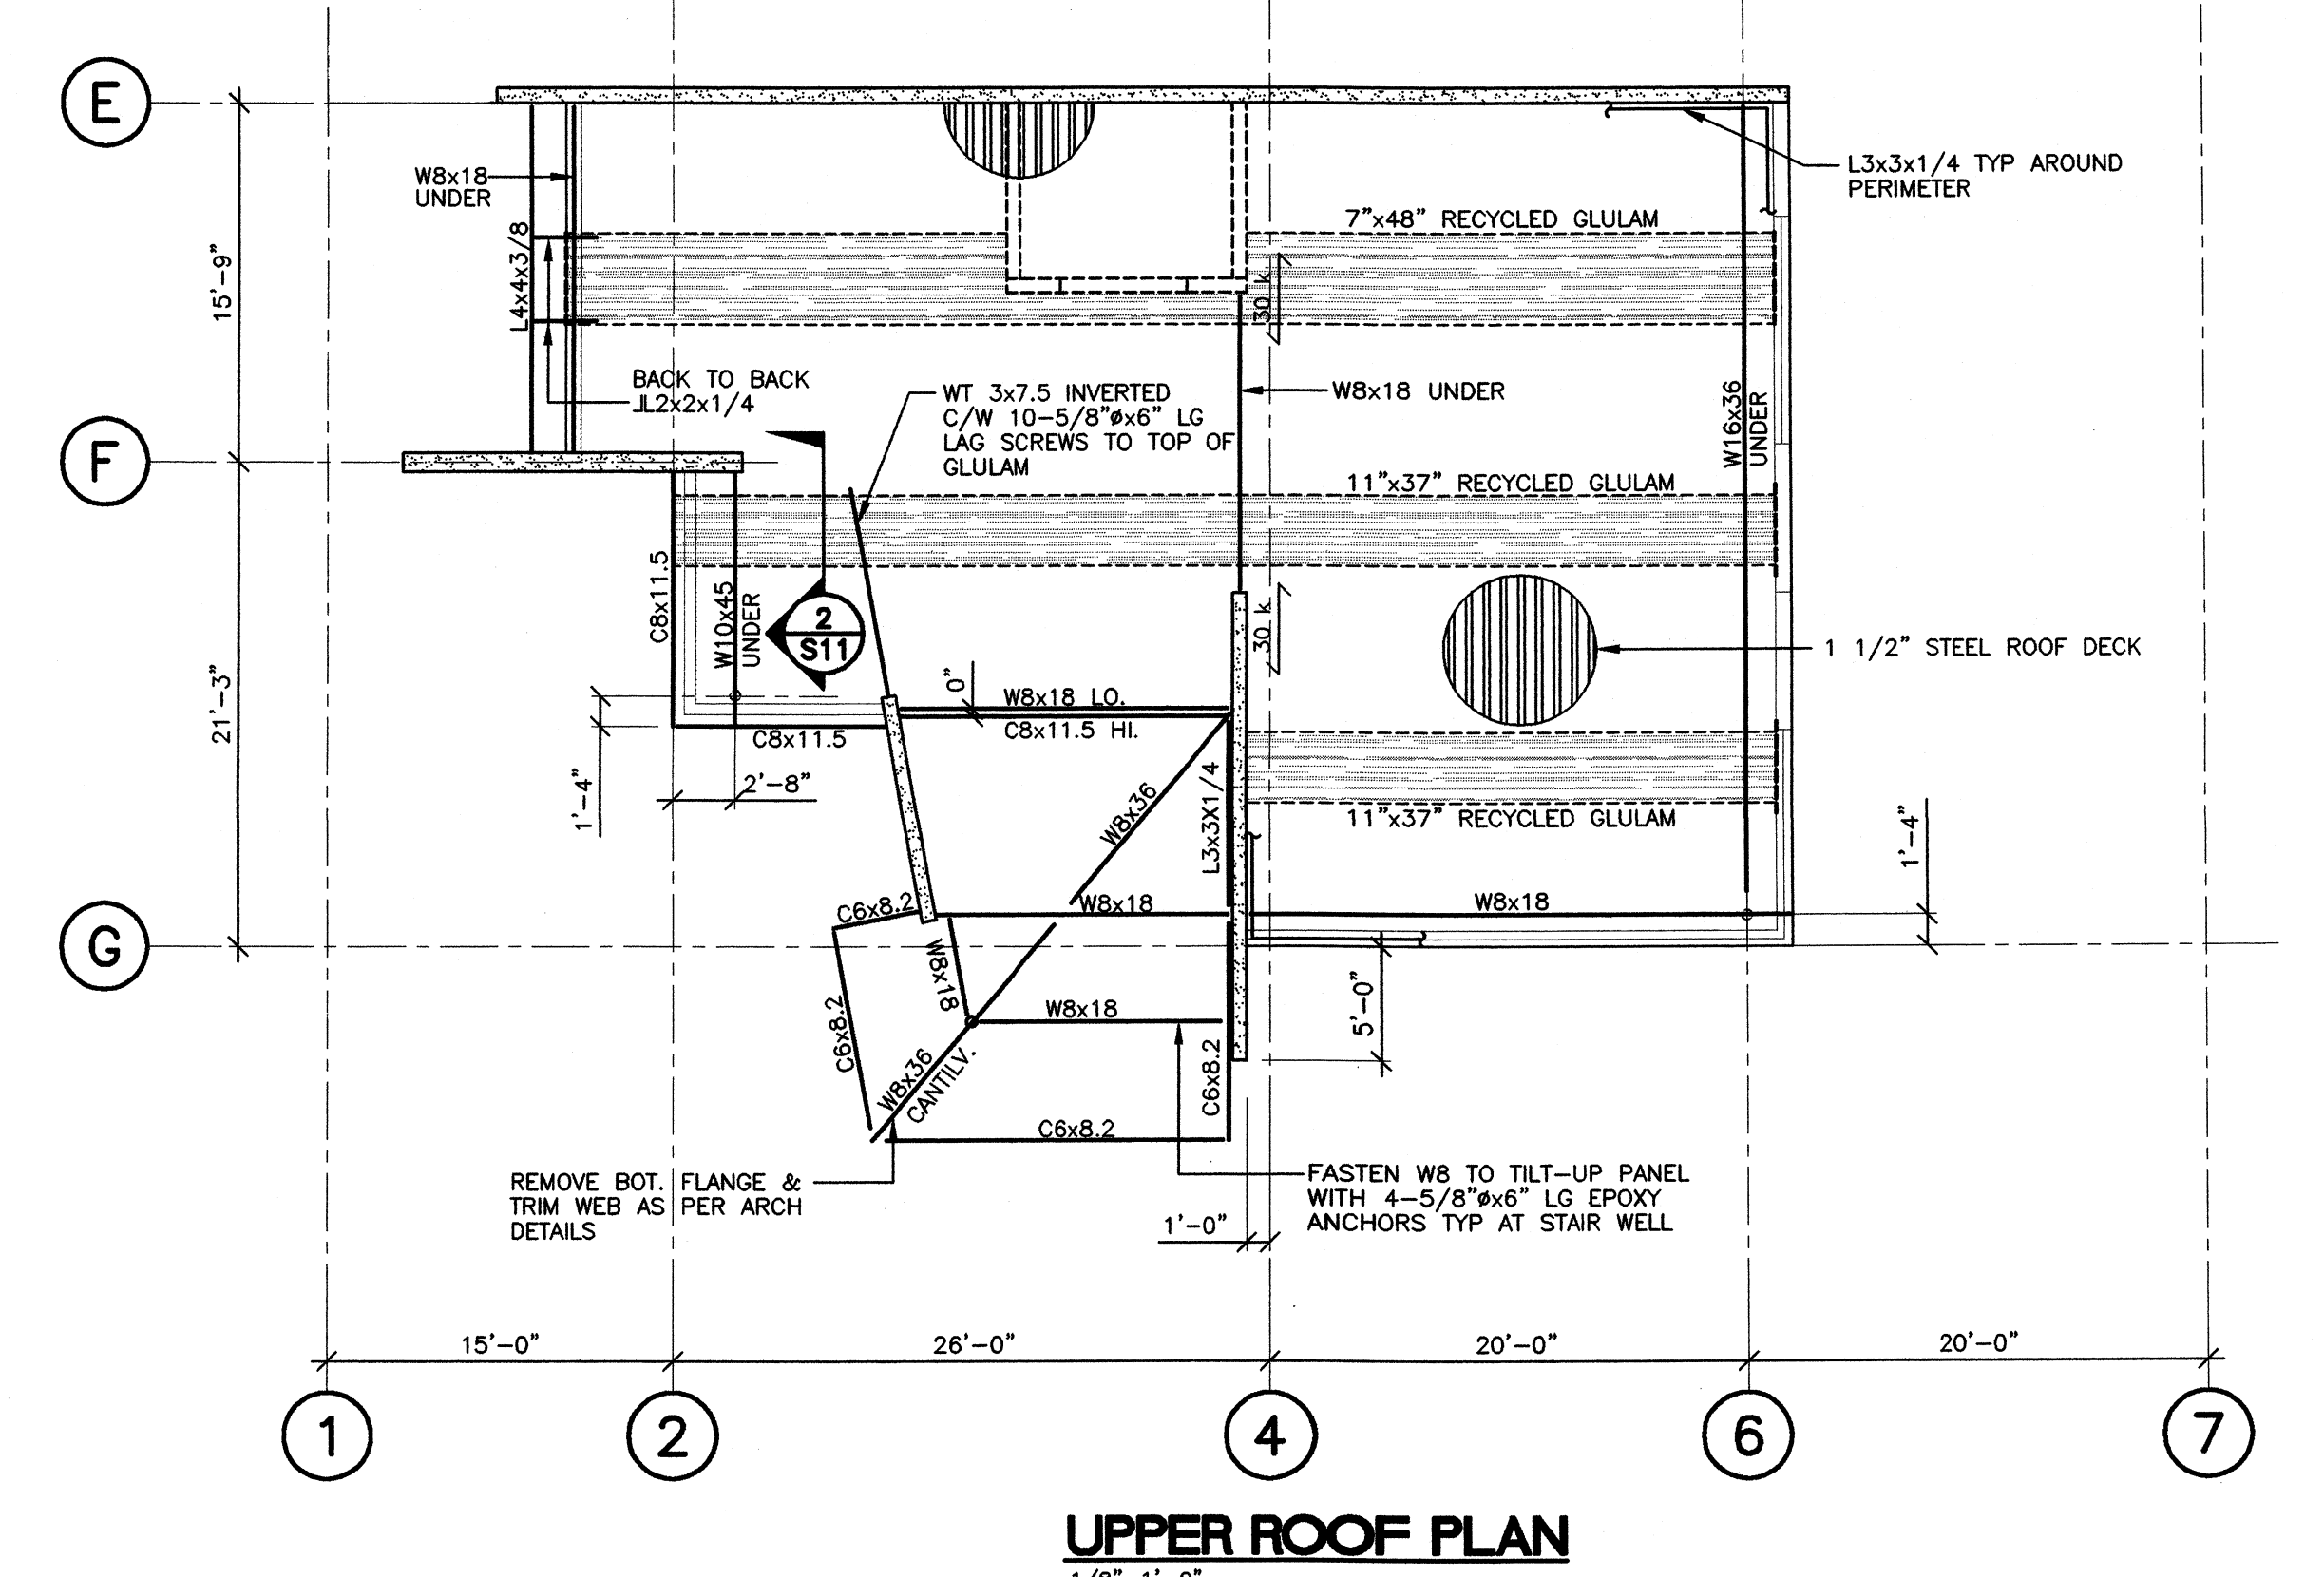 E
W8x18
UNDER
L3x3x1/4 TYP AROUND
PERIMETER
7"x48" RECYCLED GLULAM
15'-9"
L4x4x3/8
30 k
BACK TO BACK
⅃L2x2x1/4
WT 3x7.5 INVERTED
C/W 10-5/8"øx6" LG
LAG SCREWS TO TOP OF
GLULAM
W8x18 UNDER
W16x36
UNDER
F
11"x37" RECYCLED GLULAM
C8x11.5
W10x45
UNDER
2
S11
30 k
1 1/2" STEEL ROOF DECK
21'-3"
0"
W8x18 LO.
C8x11.5 HI.
C8x11.5
1'-4"
2'-8"
W8x36
L3x3X1/4
11"x37" RECYCLED GLULAM
1'-4"
C6x8.2
W8x18
W8x18
G
W8x18
C6x8.2
W8x18
5'-0"
W8x36
CANTILV.
C6x8.2
C6x8.2
REMOVE BOT. FLANGE &
TRIM WEB AS PER ARCH
DETAILS
FASTEN W8 TO TILT-UP PANEL
WITH 4-5/8"øx6" LG EPOXY
ANCHORS TYP AT STAIR WELL
1'-0"
15'-0"
26'-0"
20'-0"
20'-0"
1
2
4
6
7
UPPER ROOF PLAN